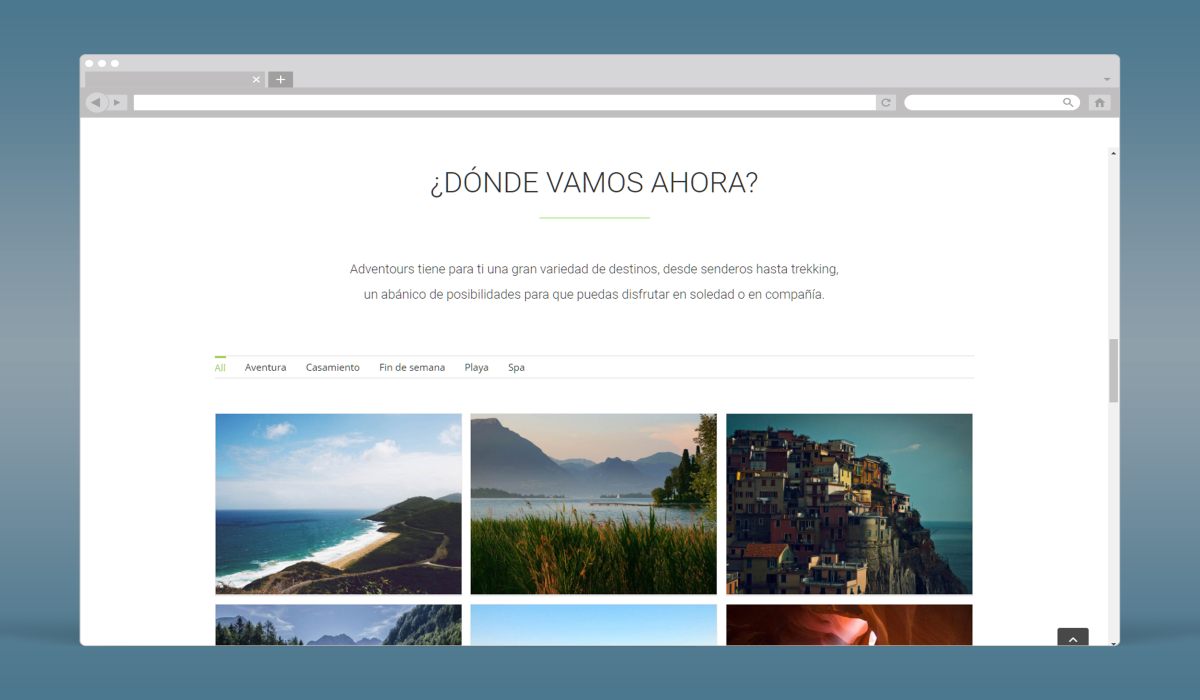 ¿DÓNDE VAMOS AHORA?
Adventours tiene para ti una gran variedad de destinos, desde senderos hasta trekking,
un abánico de posibilidades para que puedas disfrutar en soledad o en compañía.
All Aventura Casamiento Fin de semana Playa Spa